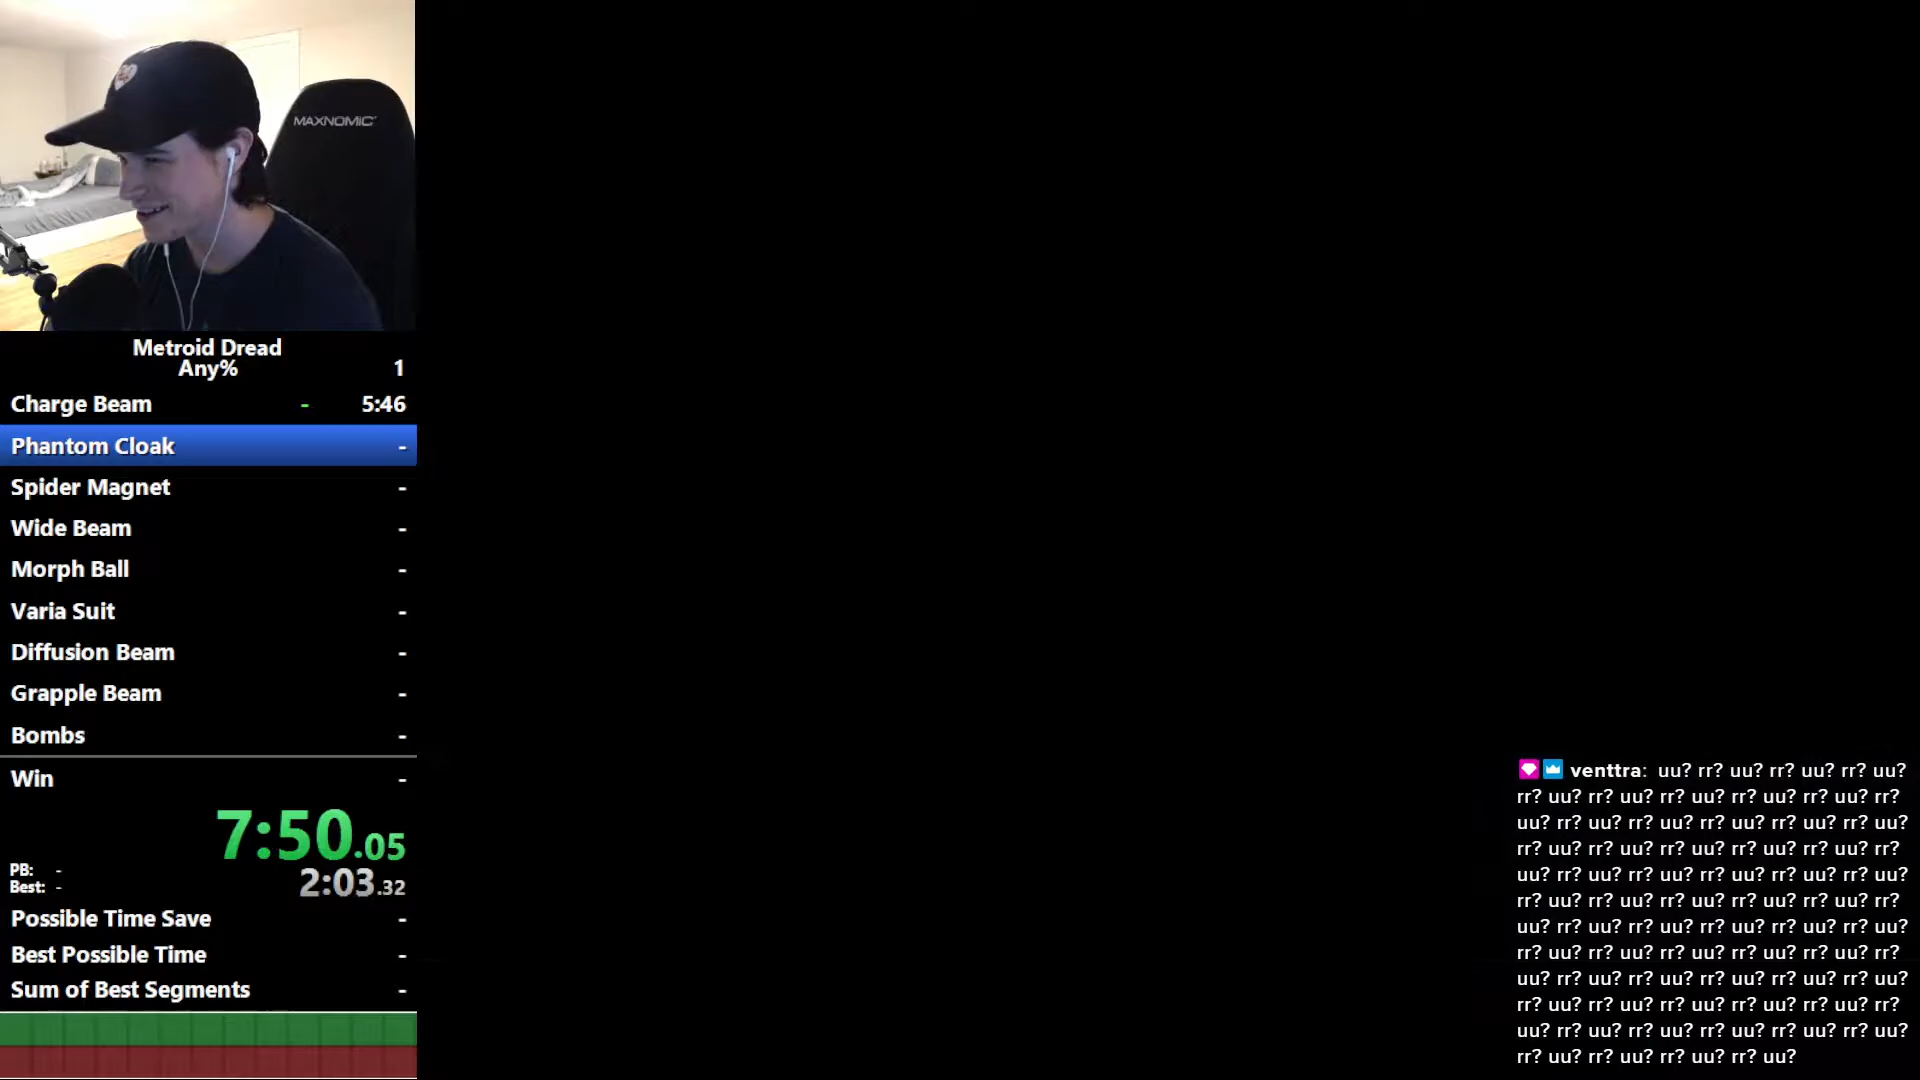 MAXNOMIC
Metroid Dread
Any% 1
Charge Beam - 5:46
Phantom Cloak -
Spider Magnet -
Wide Beam -
Morph Ball -
Varia Suit -
Diffusion Beam -
Grapple Beam -
Bombs -
Win -
7:50.05
PB: -
Best: -
2:03.32
Possible Time Save -
Best Possible Time -
Sum of Best Segments -
venttra: uu? rr? uu? rr? uu? rr? uu?
rr? uu? rr? uu? rr? uu? rr? uu? rr? uu? rr?
uu? rr? uu? rr? uu? rr? uu? rr? uu? rr? uu?
rr? uu? rr? uu? rr? uu? rr? uu? rr? uu? rr?
uu? rr? uu? rr? uu? rr? uu? rr? uu? rr? uu?
rr? uu? rr? uu? rr? uu? rr? uu? rr? uu? rr?
uu? rr? uu? rr? uu? rr? uu? rr? uu? rr? uu?
rr? uu? rr? uu? rr? uu? rr? uu? rr? uu? rr?
uu? rr? uu? rr? uu? rr? uu? rr? uu? rr? uu?
rr? uu? rr? uu? rr? uu? rr? uu? rr? uu? rr?
uu? rr? uu? rr? uu? rr? uu? rr? uu? rr? uu?
rr? uu? rr? uu? rr? uu? rr? uu?